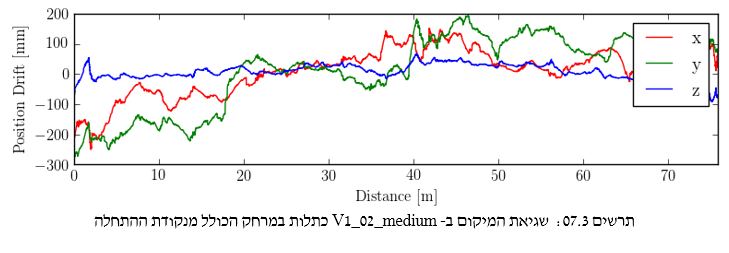 200
100
0
−100
−200
−300
Position Drift [mm]
x
y
z
0 10 20 30 40 50 60 70
Distance [m]
תרשים 07.3: שגיאת המיקום ב- V1_02_medium כתלות במרחק הכולל מנקודת ההתחלה